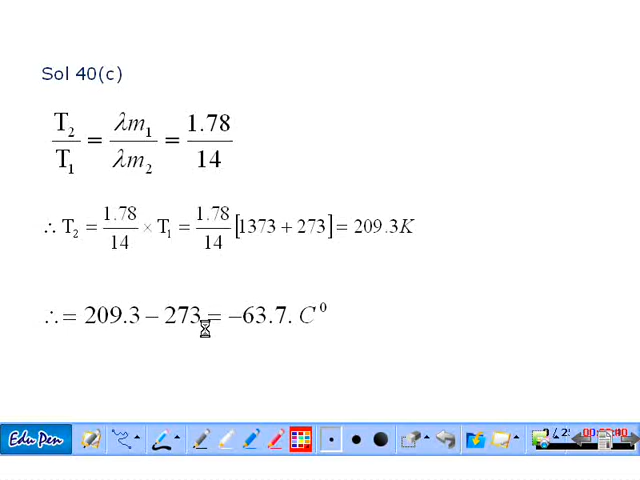 Sol 40(c)
T₂/T₁ = λm₁/λm₂ = 1.78/14
∴ T₂ = 1.78/14 × T₁ = 1.78/14 [1373 + 273] = 209.3K
∴ = 209.3 – 273 = –63.7. C⁰
Edu Pen